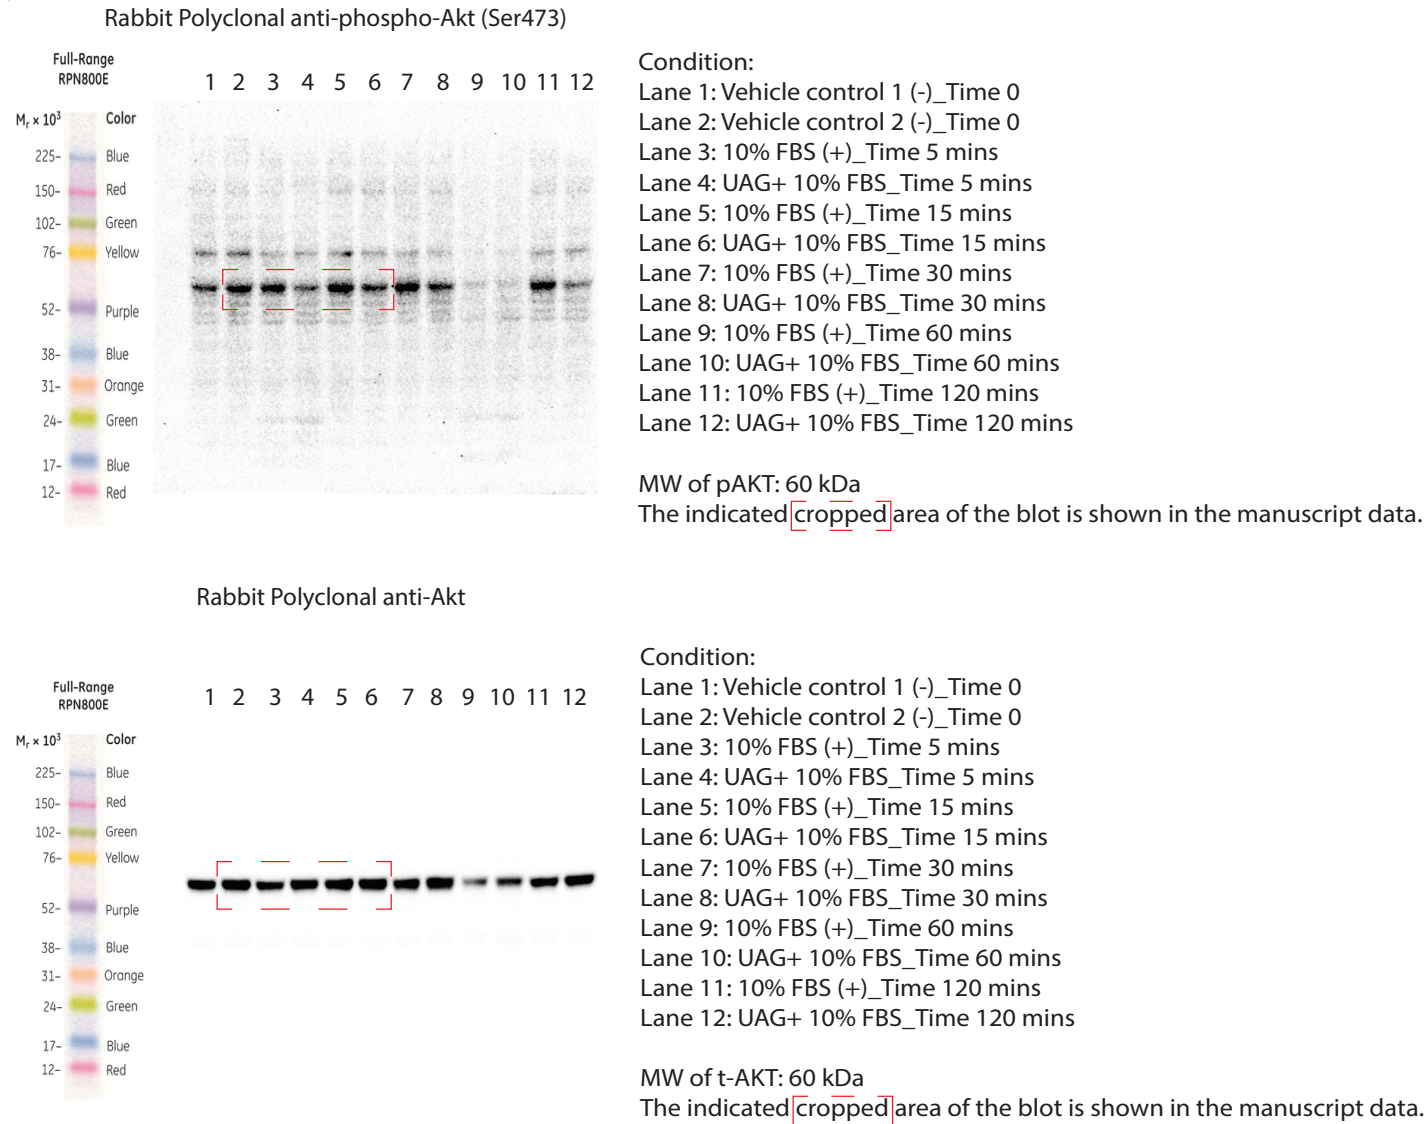 Rabbit Polyclonal anti-phospho-Akt (Ser473)
Full-Range
RPN800E
1 2 3 4 5 6 7 8 9 10 11 12
Mr × 10³ Color
225- Blue
150- Red
102- Green
76- Yellow
52- Purple
38- Blue
31- Orange
24- Green
17- Blue
12- Red
Condition:
Lane 1: Vehicle control 1 (-)_Time 0
Lane 2: Vehicle control 2 (-)_Time 0
Lane 3: 10% FBS (+)_Time 5 mins
Lane 4: UAG+ 10% FBS_Time 5 mins
Lane 5: 10% FBS (+)_Time 15 mins
Lane 6: UAG+ 10% FBS_Time 15 mins
Lane 7: 10% FBS (+)_Time 30 mins
Lane 8: UAG+ 10% FBS_Time 30 mins
Lane 9: 10% FBS (+)_Time 60 mins
Lane 10: UAG+ 10% FBS_Time 60 mins
Lane 11: 10% FBS (+)_Time 120 mins
Lane 12: UAG+ 10% FBS_Time 120 mins
MW of pAKT: 60 kDa
The indicated cropped area of the blot is shown in the manuscript data.
Rabbit Polyclonal anti-Akt
Full-Range
RPN800E
1 2 3 4 5 6 7 8 9 10 11 12
Mr × 10³ Color
225- Blue
150- Red
102- Green
76- Yellow
52- Purple
38- Blue
31- Orange
24- Green
17- Blue
12- Red
Condition:
Lane 1: Vehicle control 1 (-)_Time 0
Lane 2: Vehicle control 2 (-)_Time 0
Lane 3: 10% FBS (+)_Time 5 mins
Lane 4: UAG+ 10% FBS_Time 5 mins
Lane 5: 10% FBS (+)_Time 15 mins
Lane 6: UAG+ 10% FBS_Time 15 mins
Lane 7: 10% FBS (+)_Time 30 mins
Lane 8: UAG+ 10% FBS_Time 30 mins
Lane 9: 10% FBS (+)_Time 60 mins
Lane 10: UAG+ 10% FBS_Time 60 mins
Lane 11: 10% FBS (+)_Time 120 mins
Lane 12: UAG+ 10% FBS_Time 120 mins
MW of t-AKT: 60 kDa
The indicated cropped area of the blot is shown in the manuscript data.